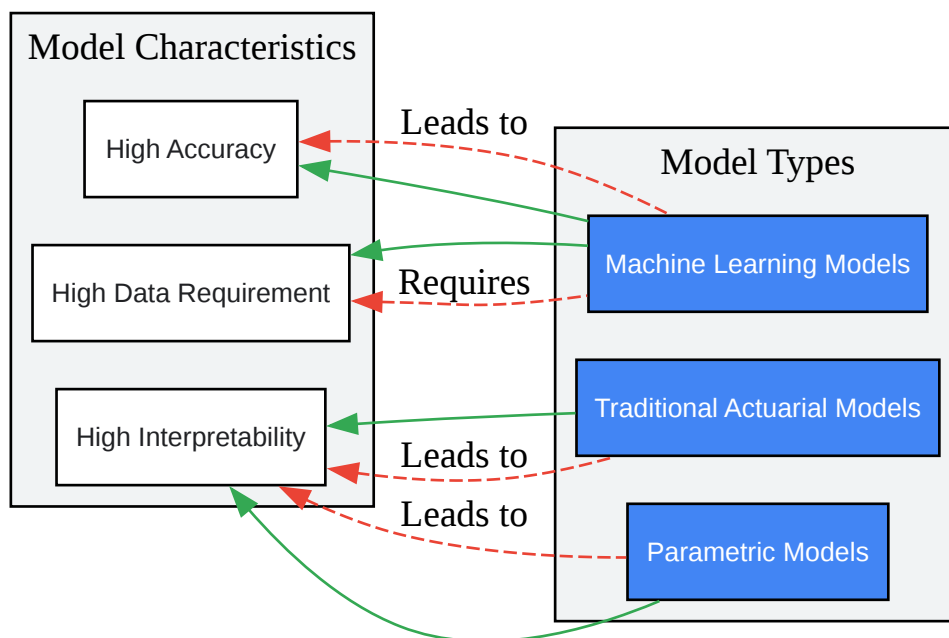 Model Characteristics
High Accuracy
High Data Requirement
High Interpretability
Leads to
Requires
Leads to
Leads to
Model Types
Machine Learning Models
Traditional Actuarial Models
Parametric Models